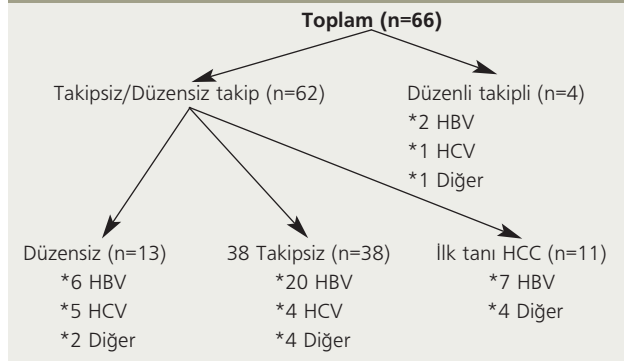 Toplam (n=66)
Takipsiz/Düzensiz takip (n=62)
Düzenli takipli (n=4)
*2 HBV
*1 HCV
*1 Diğer
Düzensiz (n=13)
*6 HBV
*5 HCV
*2 Diğer
38 Takipsiz (n=38)
*20 HBV
*4 HCV
*4 Diğer
İlk tanı HCC (n=11)
*7 HBV
*4 Diğer